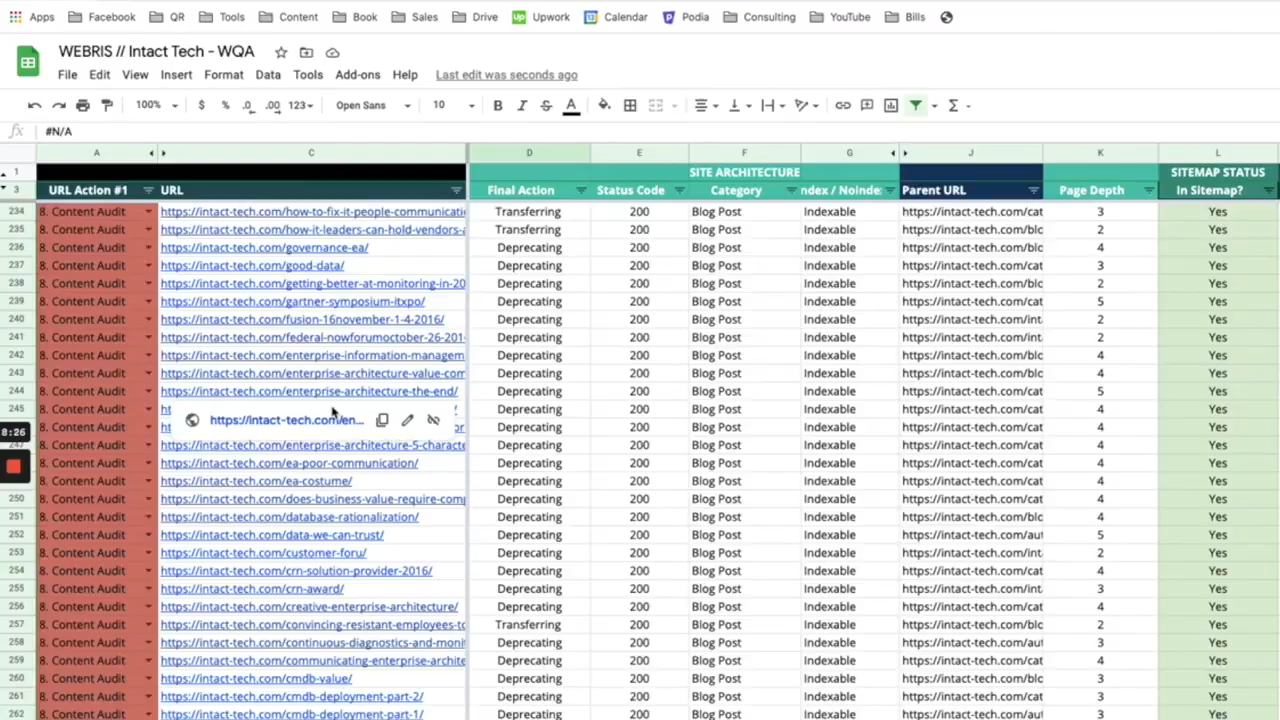 Apps Facebook QR Tools Content Book Sales Drive Up Upwork 31 Calendar Podia Consulting YouTube Bills
WEBRIS // Intact Tech - WQA
File Edit View Insert Format Data Tools Add-ons Help Last edit was seconds ago
100% $ % .0 .00 123 Open Sans 10 B I S A
fx #N/A
A C D E F G J K L
1 SITE ARCHITECTURE SITEMAP STATUS
3 URL Action #1 URL Final Action Status Code Category ndex / Noindex Parent URL Page Depth In Sitemap?
234 8. Content Audit https://intact-tech.com/how-to-fix-it-people-communicatio Transferring 200 Blog Post Indexable https://intact-tech.com/cat 3 Yes
235 8. Content Audit https://intact-tech.com/how-it-leaders-can-hold-vendors-a Transferring 200 Blog Post Indexable https://intact-tech.com/blo 2 Yes
236 8. Content Audit https://intact-tech.com/governance-ea/ Deprecating 200 Blog Post Indexable https://intact-tech.com/blo 4 Yes
237 8. Content Audit https://intact-tech.com/good-data/ Deprecating 200 Blog Post Indexable https://intact-tech.com/cat 3 Yes
238 8. Content Audit https://intact-tech.com/getting-better-at-monitoring-in-20 Deprecating 200 Blog Post Indexable https://intact-tech.com/blo 2 Yes
239 8. Content Audit https://intact-tech.com/gartner-symposium-itxpo/ Deprecating 200 Blog Post Indexable https://intact-tech.com/cat 5 Yes
240 8. Content Audit https://intact-tech.com/fusion-16november-1-4-2016/ Deprecating 200 Blog Post Indexable https://intact-tech.com/int 2 Yes
241 8. Content Audit https://intact-tech.com/federal-nowforumoctober-26-201 Deprecating 200 Blog Post Indexable https://intact-tech.com/int 2 Yes
242 8. Content Audit https://intact-tech.com/enterprise-information-managem Deprecating 200 Blog Post Indexable https://intact-tech.com/blo 4 Yes
243 8. Content Audit https://intact-tech.com/enterprise-architecture-value-com Deprecating 200 Blog Post Indexable https://intact-tech.com/blo 4 Yes
244 8. Content Audit https://intact-tech.com/enterprise-architecture-the-end/ Deprecating 200 Blog Post Indexable https://intact-tech.com/cat 5 Yes
245 8. Content Audit ht / Deprecating 200 Blog Post Indexable https://intact-tech.com/cat 4 Yes
https://intact-tech.com/en...
8:26 8. Content Audit ht or Deprecating 200 Blog Post Indexable https://intact-tech.com/cat 4 Yes
247 8. Content Audit https://intact-tech.com/enterprise-architecture-5-characte Deprecating 200 Blog Post Indexable https://intact-tech.com/cat 4 Yes
8. Content Audit https://intact-tech.com/ea-poor-communication/ Deprecating 200 Blog Post Indexable https://intact-tech.com/cat 4 Yes
8. Content Audit https://intact-tech.com/ea-costume/ Deprecating 200 Blog Post Indexable https://intact-tech.com/cat 4 Yes
250 8. Content Audit https://intact-tech.com/does-business-value-require-comp Deprecating 200 Blog Post Indexable https://intact-tech.com/cat 4 Yes
251 8. Content Audit https://intact-tech.com/database-rationalization/ Deprecating 200 Blog Post Indexable https://intact-tech.com/blo 4 Yes
252 8. Content Audit https://intact-tech.com/data-we-can-trust/ Deprecating 200 Blog Post Indexable https://intact-tech.com/aut 5 Yes
253 8. Content Audit https://intact-tech.com/customer-foru/ Deprecating 200 Blog Post Indexable https://intact-tech.com/int 2 Yes
254 8. Content Audit https://intact-tech.com/crn-solution-provider-2016/ Deprecating 200 Blog Post Indexable https://intact-tech.com/cat 4 Yes
255 8. Content Audit https://intact-tech.com/crn-award/ Deprecating 200 Blog Post Indexable https://intact-tech.com/int 3 Yes
256 8. Content Audit https://intact-tech.com/creative-enterprise-architecture/ Deprecating 200 Blog Post Indexable https://intact-tech.com/cat 4 Yes
257 8. Content Audit https://intact-tech.com/convincing-resistant-employees-to Transferring 200 Blog Post Indexable https://intact-tech.com/blo 2 Yes
258 8. Content Audit https://intact-tech.com/continuous-diagnostics-and-monit Deprecating 200 Blog Post Indexable https://intact-tech.com/aut 3 Yes
259 8. Content Audit https://intact-tech.com/communicating-enterprise-archite Deprecating 200 Blog Post Indexable https://intact-tech.com/cat 4 Yes
260 8. Content Audit https://intact-tech.com/cmdb-value/ Deprecating 200 Blog Post Indexable https://intact-tech.com/blo 3 Yes
261 8. Content Audit https://intact-tech.com/cmdb-deployment-part-2/ Deprecating 200 Blog Post Indexable https://intact-tech.com/cat 3 Yes
262 8. Content Audit https://intact-tech.com/cmdb-deployment-part-1/ Deprecating 200 Blog Post Indexable https://intact-tech.com/aut 3 Yes